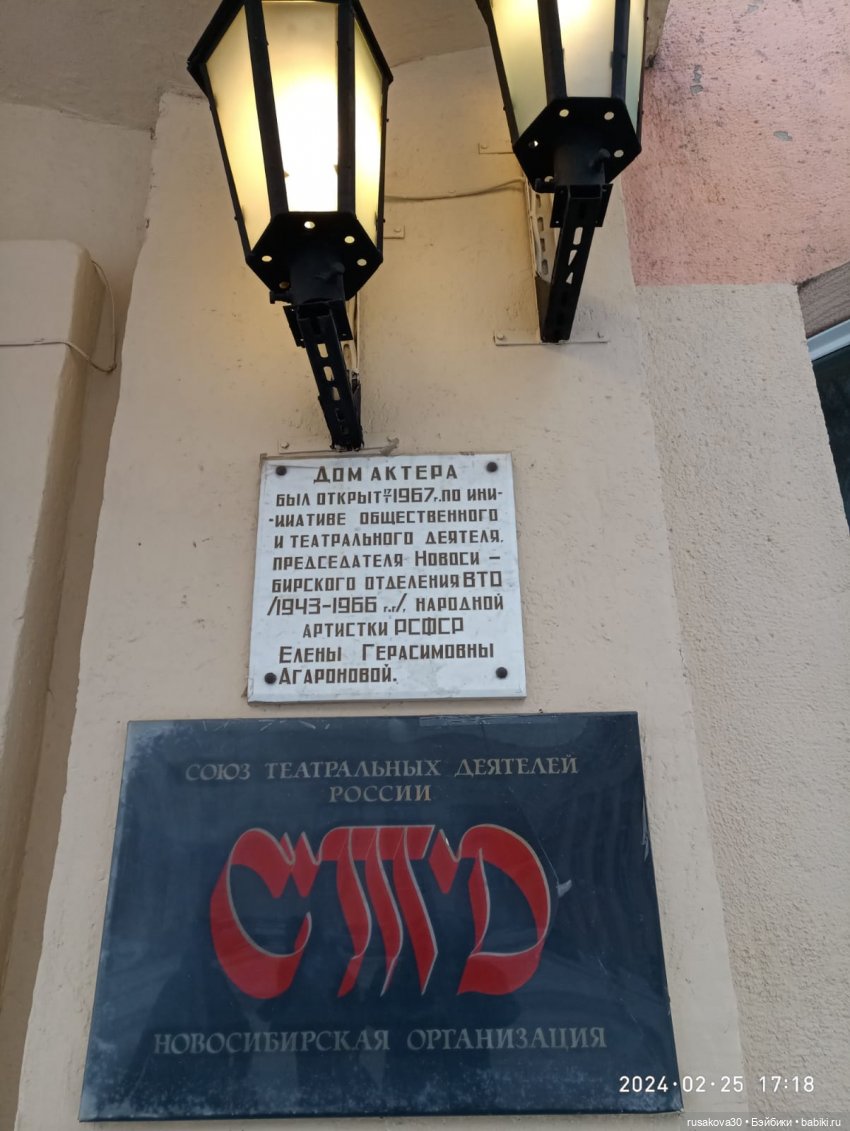 ДОМ АКТЕРА
БЫЛ ОТКРЫТ 1967 г. ПО ИНИ-
-ИИАТИВЕ ОБЩЕСТВЕННОГО
И ТЕАТРАЛЬНОГО ДЕЯТЕЛЯ,
ПРЕДСЕДАТЕЛЯ НОВОСИ –
БИРСКОГО ОТДЕЛЕНИЯ ВТО
/1943-1966 г.г/, НАРОДНОЙ
АРТИСТКИ РСФСР
ЕЛЕНЫ ГЕРАСИМОВНЫ
АГАРОНОВОЙ.
СОЮЗ ТЕАТРАЛЬНЫХ ДЕЯТЕЛЕЙ
РОССИИ
СТД
НОВОСИБИРСКАЯ ОРГАНИЗАЦИЯ
2024·02·25 17:18
rusakova30 • Бэйбики • babiki.ru